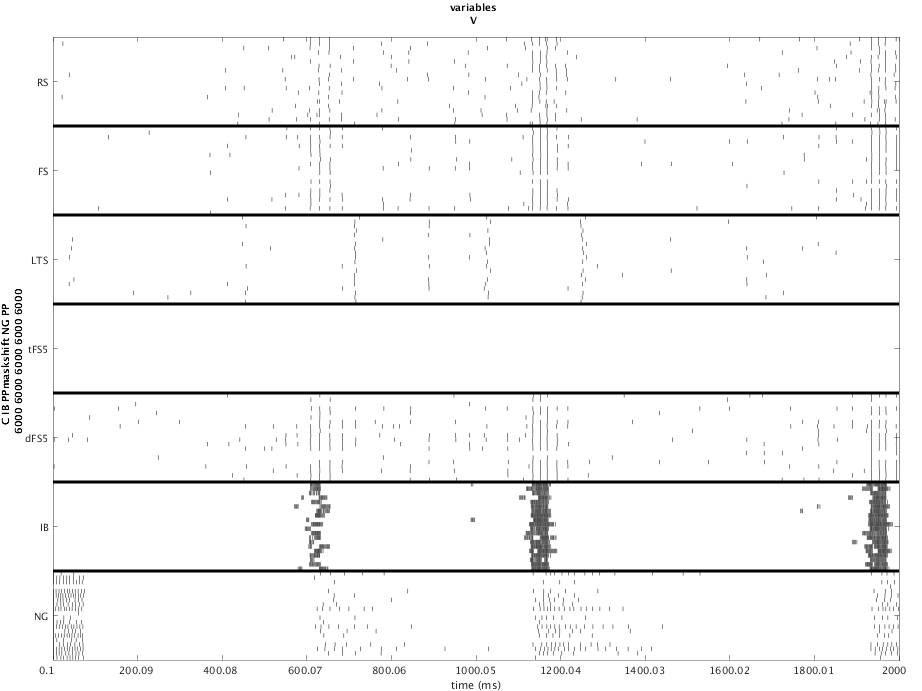 variables
V
RS
FS
LTS
tFS5
dFS5
IB
NG
C IB PPmaskshift NG PP
6000 6000 6000 6000 6000
0.1 200.09 400.08 600.07 800.06 1000.05 1200.04 1400.03 1600.02 1800.01 2000
time (ms)